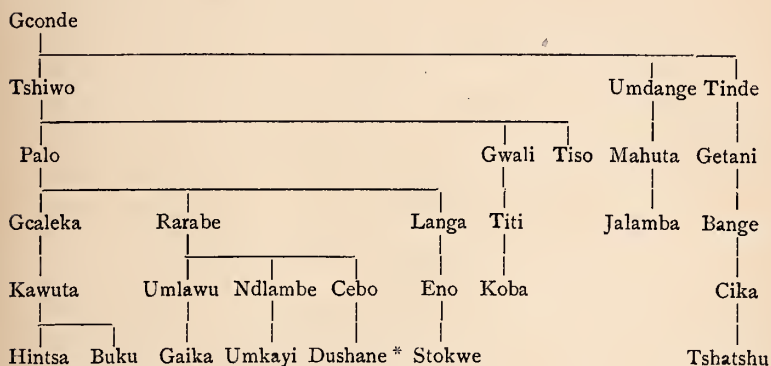 Gconde
Tshiwo Umdange Tinde
Palo Gwali Tiso Mahuta Getani
Gcaleka Rarabe Langa Titi Jalamba Bange
Kawuta Umlawu Ndlambe Cebo Eno Koba Cika
Hintsa Buku Gaika Umkayi Dushane * Stokwe Tshatshu